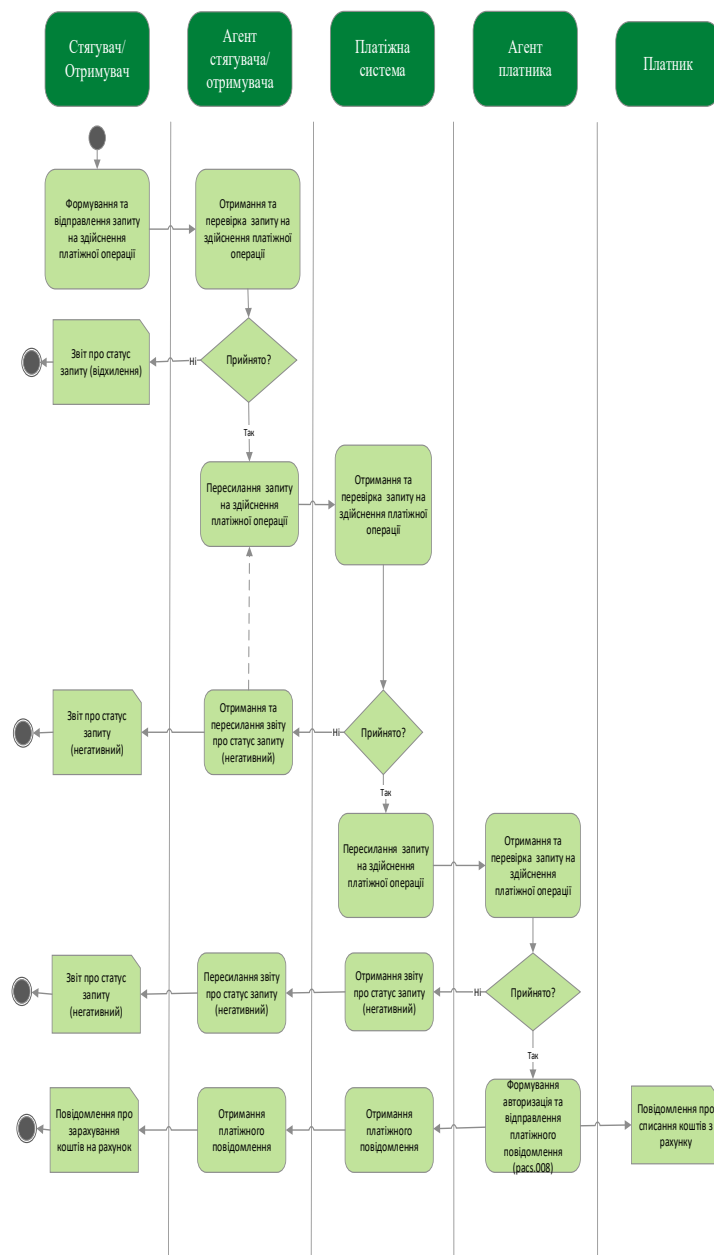 Стягувач/
Отримувач
Агент
стягувача/
отримувача
Платіжна
система
Агент
платника
Платник
Формування та
відправлення запиту
на здійснення
платіжної операції
Отримання та
перевірка запиту на
здійснення платіжної
операції
Звіт про статус
запиту (відхилення)
Ні
Прийнято?
Так
Пересилання запиту
на здійснення
платіжної операції
Отримання та
перевірка запиту на
здійснення платіжної
операції
Звіт про статус
запиту
(негативний)
Отримання та
пересилання звіту
про статус запиту
(негативний)
Ні
Прийнято?
Так
Пересилання запиту
на здійснення
платіжної операції
Отримання та
перевірка запиту на
здійснення
платіжної операції
Звіт про статус
запиту
(негативний)
Пересилання звіту
про статус запиту
(негативний)
Отримання звіту
про статус запиту
(негативний)
Ні
Прийнято?
Так
Повідомлення про
зарахування
коштів на рахунок
Отримання
платіжного
повідомлення
Отримання
платіжного
повідомлення
Формування
авторизація та
відправлення
платіжного
повідомлення
(pacs.008)
Повідомлення про
списання коштів з
рахунку